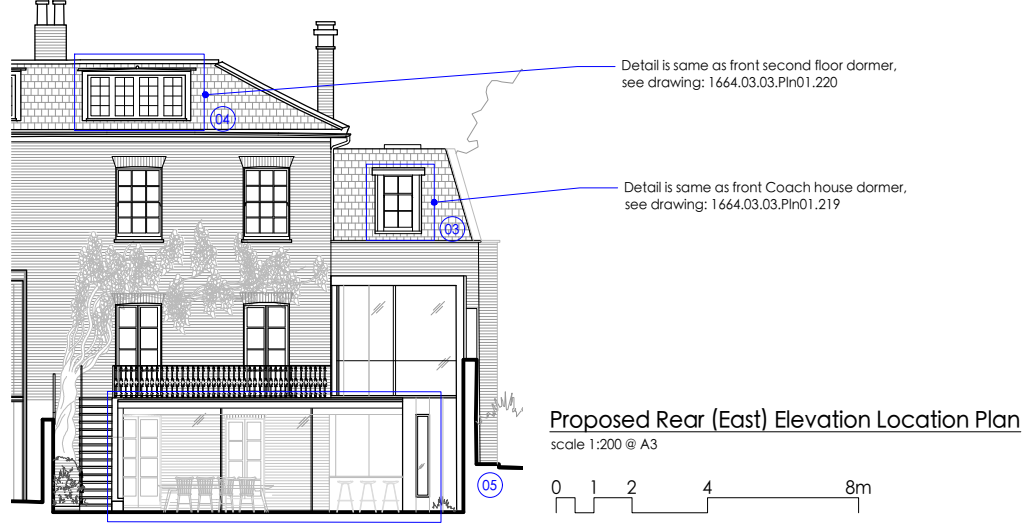 Detail is same as front second floor dormer,
see drawing: 1664.03.03.Pln01.220
04
Detail is same as front Coach house dormer,
see drawing: 1664.03.03.Pln01.219
03
Proposed Rear (East) Elevation Location Plan
scale 1:200 @ A3
05
0 1 2 4 8m